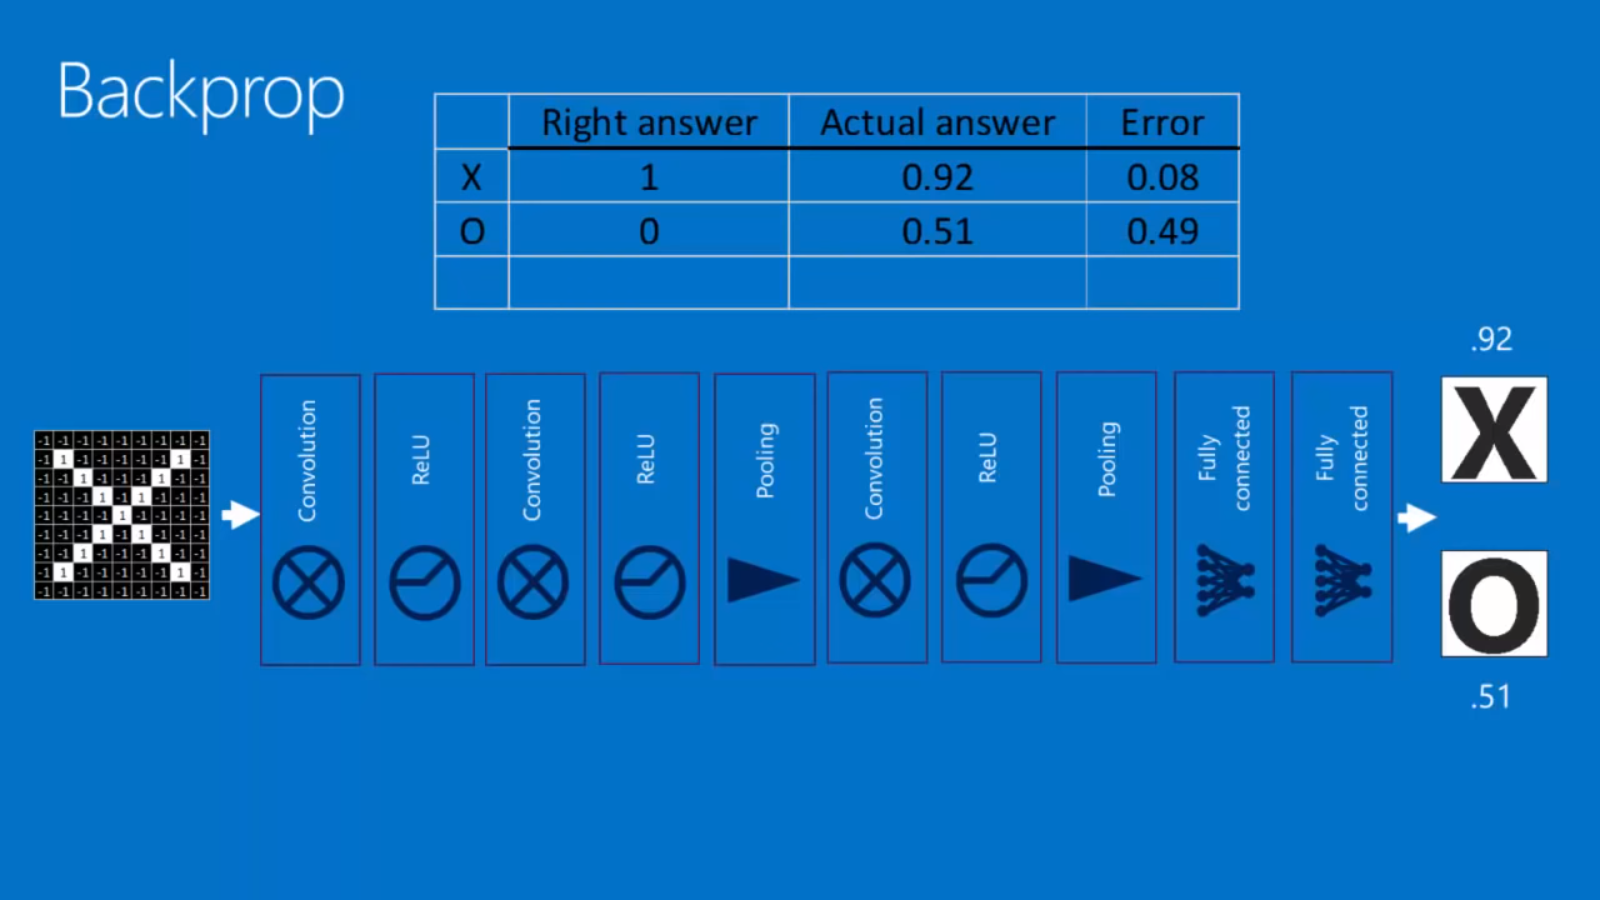 Backprop
Right answer Actual answer Error
X 1 0.92 0.08
O 0 0.51 0.49
.92
Convolution
ReLU
Convolution
ReLU
Pooling
Convolution
ReLU
Pooling
Fully
connected
Fully
connected
-1 -1 -1 -1 -1 -1 -1 -1 -1
-1 1 -1 -1 -1 -1 -1 1 -1
-1 -1 1 -1 -1 -1 1 -1 -1
-1 -1 -1 1 -1 1 -1 -1 -1
-1 -1 -1 -1 1 -1 -1 -1 -1
-1 -1 -1 1 -1 1 -1 -1 -1
-1 -1 1 -1 -1 -1 1 -1 -1
-1 1 -1 -1 -1 -1 -1 1 -1
-1 -1 -1 -1 -1 -1 -1 -1 -1
X
O
.51